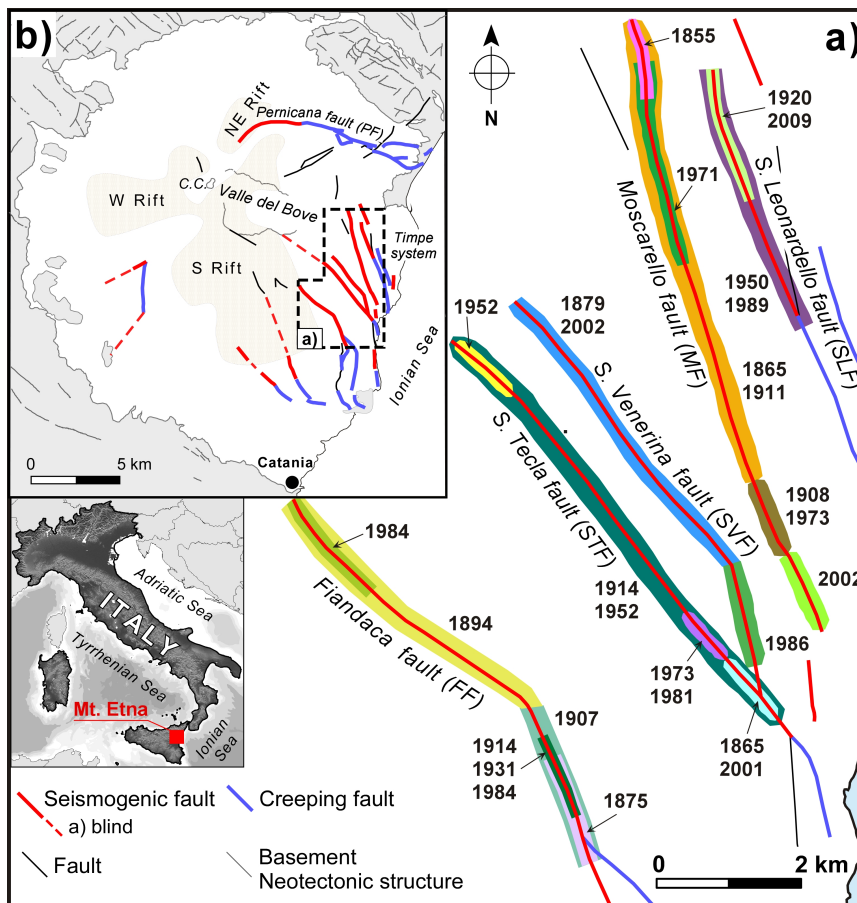 b)
NE Rift
Pernicana fault (PF)
C.C.
Valle del Bove
W Rift
S Rift
Timpe
system
a)
Ionian Sea
0
5 km
Catania
N
a)
1855
1920
2009
S. Leonardello fault (SLF)
1971
Moscarello fault (MF)
1950
1989
1952
1879
2002
S. Venerina fault (SVF)
1865
1911
S. Tecla fault (STF)
1908
1973
1984
2002
1914
1952
1894
1986
Fiandaca fault (FF)
1973
1981
1907
1865
2001
1914
1931
1984
1875
Adriatic Sea
ITALY
Tyrrhenian Sea
Mt. Etna
Ionian
Sea
Seismogenic fault
a) blind
Creeping fault
Fault
Basement
Neotectonic structure
0
2 km